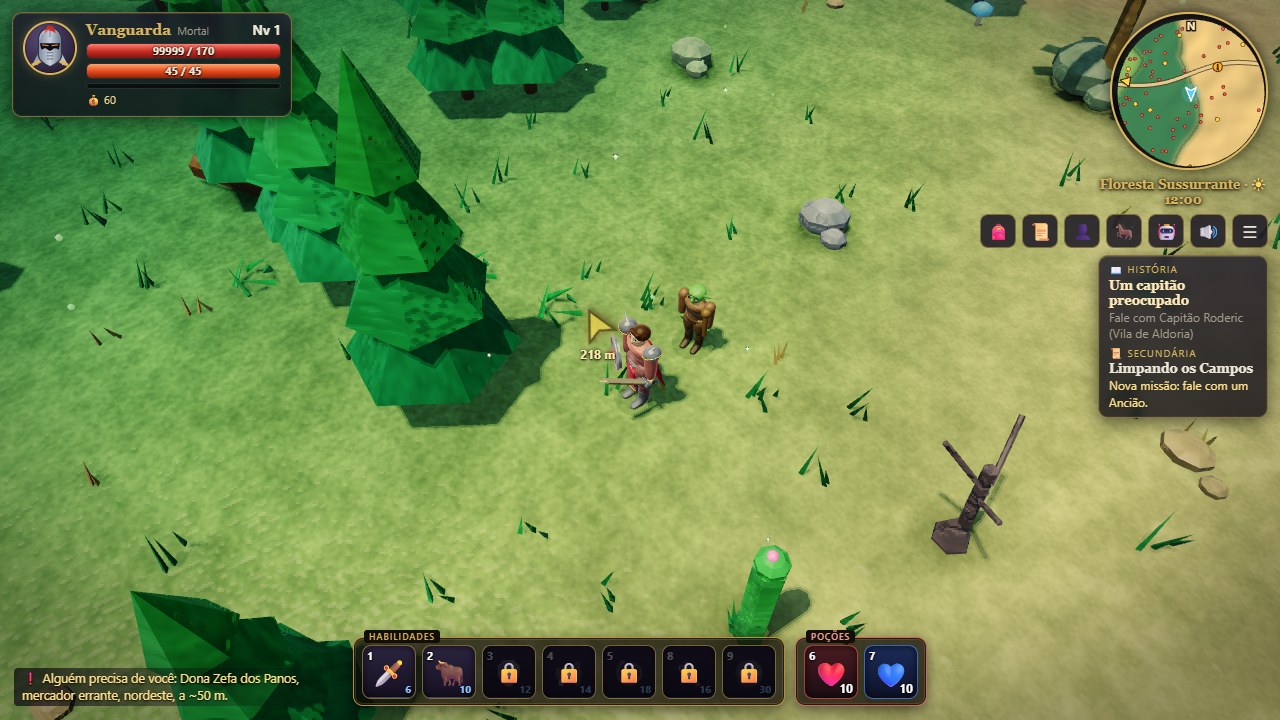 Vanguarda Mortal Nv 1
99999 / 170
45 / 45
60
N
Floresta Sussurrante ·
12:00
HISTÓRIA
Um capitão
preocupado
Fale com Capitão Roderic
(Vila de Aldoria)
SECUNDÁRIA
Limpando os Campos
Nova missão: fale com um
Ancião.
218 m
HABILIDADES
1 6
2 10
3 12
4 14
5 18
8 16
9 30
POÇÕES
6 10
7 10
❗ Alguém precisa de você: Dona Zefa dos Panos,
mercador errante, nordeste, a ~50 m.